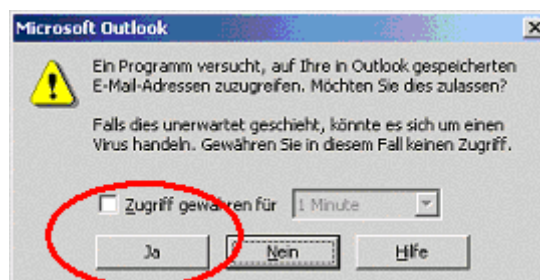 Microsoft Outlook
Ein Programm versucht, auf Ihre in Outlook gespeicherten
E-Mail-Adressen zuzugreifen. Möchten Sie dies zulassen?
Falls dies unerwartet geschieht, könnte es sich um einen
Virus handeln. Gewähren Sie in diesem Fall keinen Zugriff.
Zugriff gewähren für 1 Minute
Ja Nein Hilfe